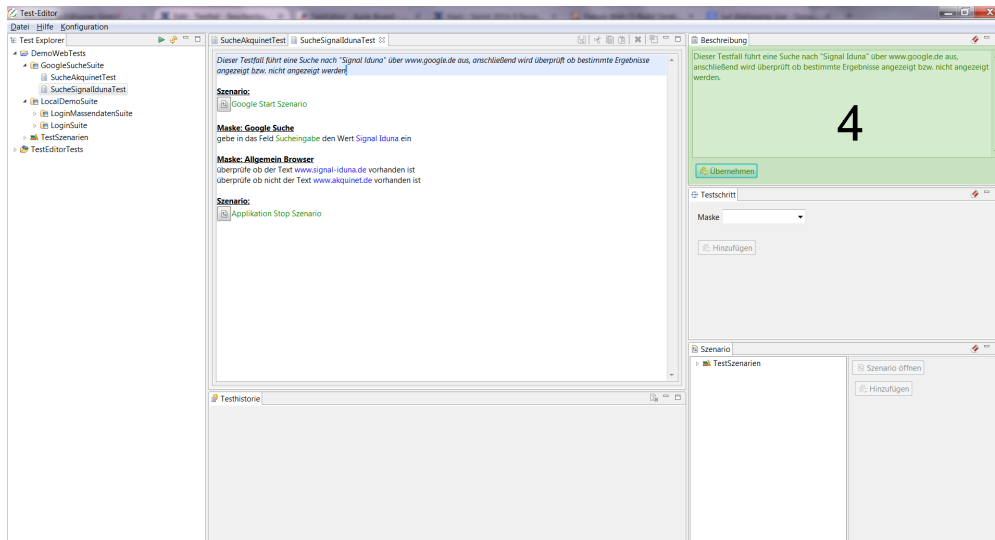 Test-Editor
Datei Hilfe Konfiguration
Test Explorer
DemoWebTests
GoogleSucheSuite
SucheAkquinetTest
SucheSignalIdunaTest
LocalDemoSuite
LoginMassendatenSuite
LoginSuite
TestSzenarien
TestEditorTests
SucheAkquinetTest SucheSignalIdunaTest
Dieser Testfall führt eine Suche nach "Signal Iduna" über www.google.de aus, anschließend wird überprüft ob bestimmte Ergebnisse
angezeigt bzw. nicht angezeigt werden
Szenario:
Google Start Szenario
Maske: Google Suche
gebe in das Feld Sucheingabe den Wert Signal Iduna ein
Maske: Allgemein Browser
überprüfe ob der Text www.signal-iduna.de vorhanden ist
überprüfe ob nicht der Text www.akquinet.de vorhanden ist
Szenario:
Applikation Stop Szenario
Testhistorie
Beschreibung
Dieser Testfall führt eine Suche nach "Signal Iduna" über www.google.de aus,
anschließend wird überprüft ob bestimmte Ergebnisse angezeigt bzw. nicht angezeigt
werden.
4
Übernehmen
Testschritt
Maske
Hinzufügen
Szenario
TestSzenarien
Szenario öffnen
Hinzufügen